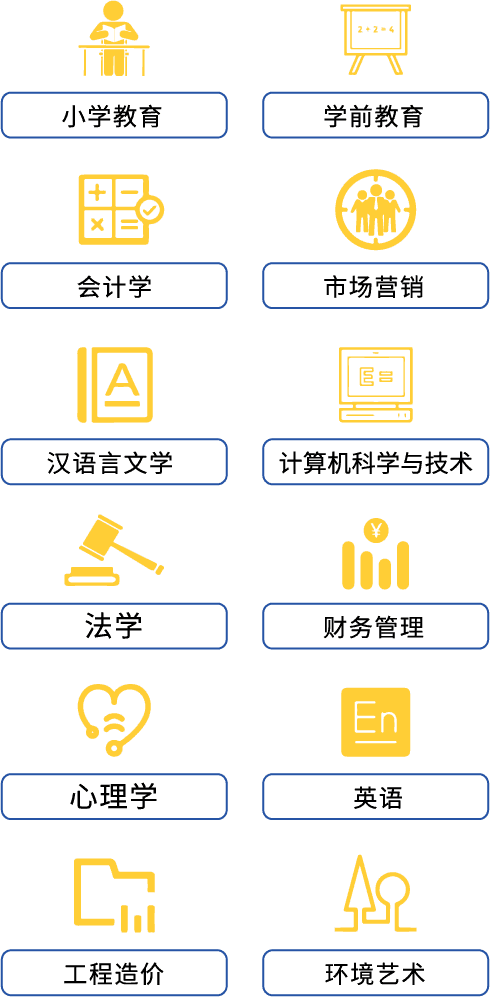 2+2=4
小学教育
学前教育
会计学
市场营销
A
E=
汉语言文学
计算机科学与技术
¥
法学
财务管理
En
心理学
英语
工程造价
环境艺术